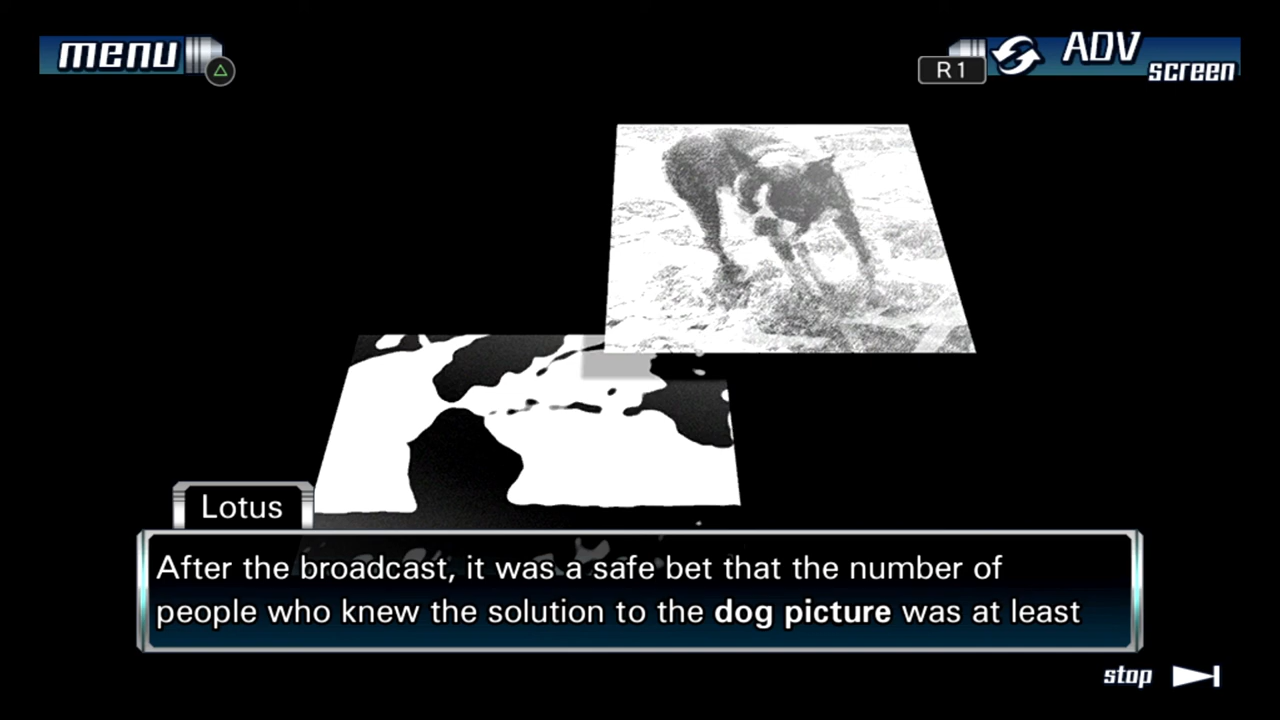 menu
R1
ADV
screen
Lotus
After the broadcast, it was a safe bet that the number of
people who knew the solution to the dog picture was at least
stop